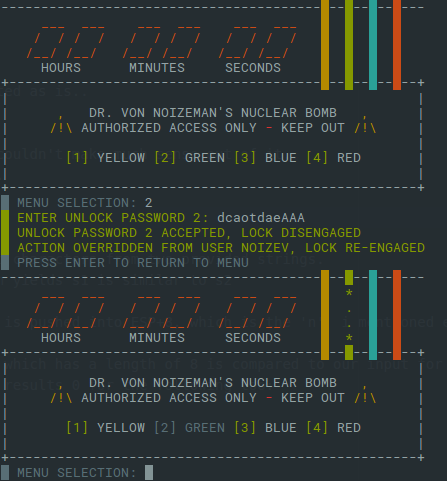 HOURS MINUTES SECONDS
DR. VON NOIZEMAN'S NUCLEAR BOMB
/!\ AUTHORIZED ACCESS ONLY - KEEP OUT /!\
[1] YELLOW [2] GREEN [3] BLUE [4] RED
MENU SELECTION: 2
ENTER UNLOCK PASSWORD 2: dcaotdaeAAA
UNLOCK PASSWORD 2 ACCEPTED, LOCK DISENGAGED
ACTION OVERRIDDEN FROM USER NOIZEV, LOCK RE-ENGAGED
PRESS ENTER TO RETURN TO MENU
HOURS MINUTES SECONDS
DR. VON NOIZEMAN'S NUCLEAR BOMB
/!\ AUTHORIZED ACCESS ONLY - KEEP OUT /!\
[1] YELLOW [2] GREEN [3] BLUE [4] RED
MENU SELECTION: